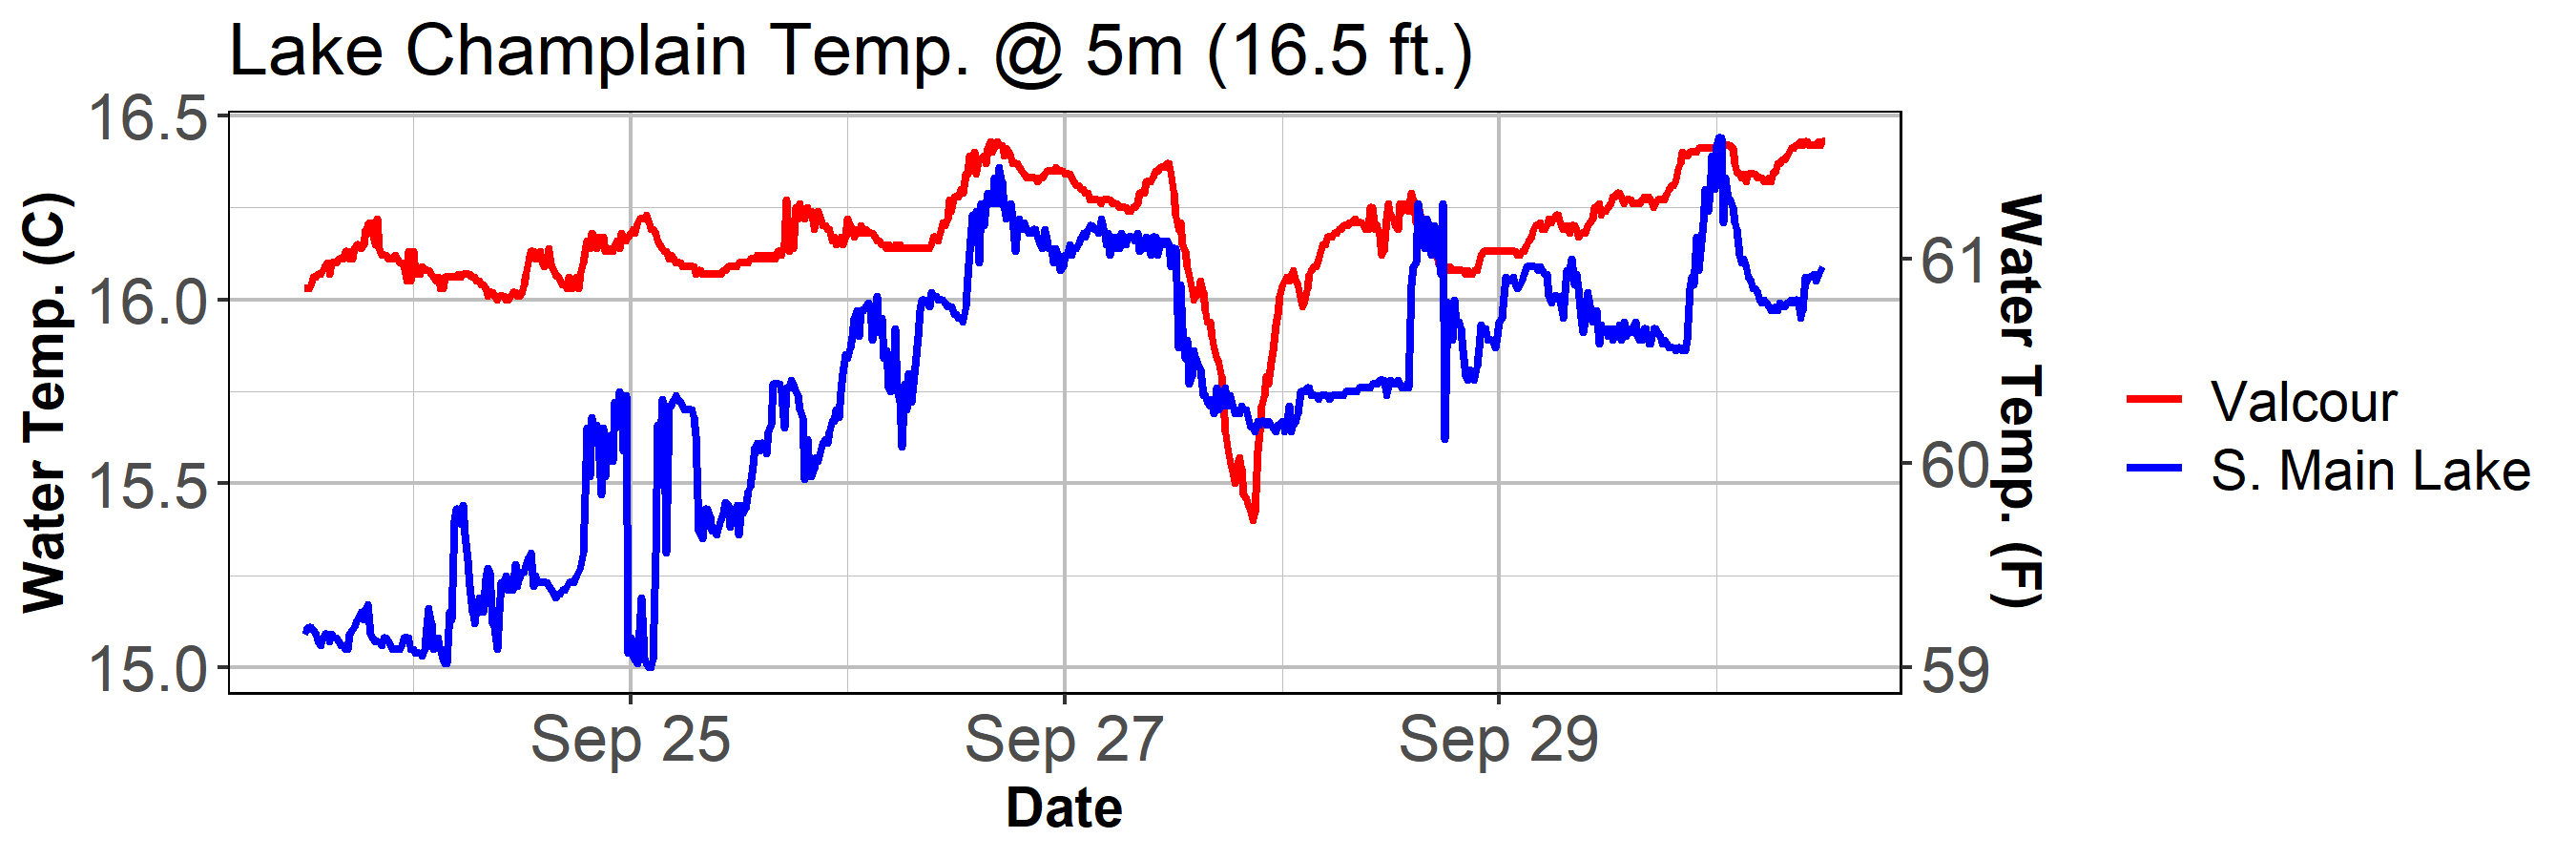 Lake Champlain Temp. @ 5m (16.5 ft.)
Water Temp. (C)
16.5
16.0
15.5
15.0
61
60
59
Water Temp. (F)
Sep 25 Sep 27 Sep 29
Date
Valcour
S. Main Lake